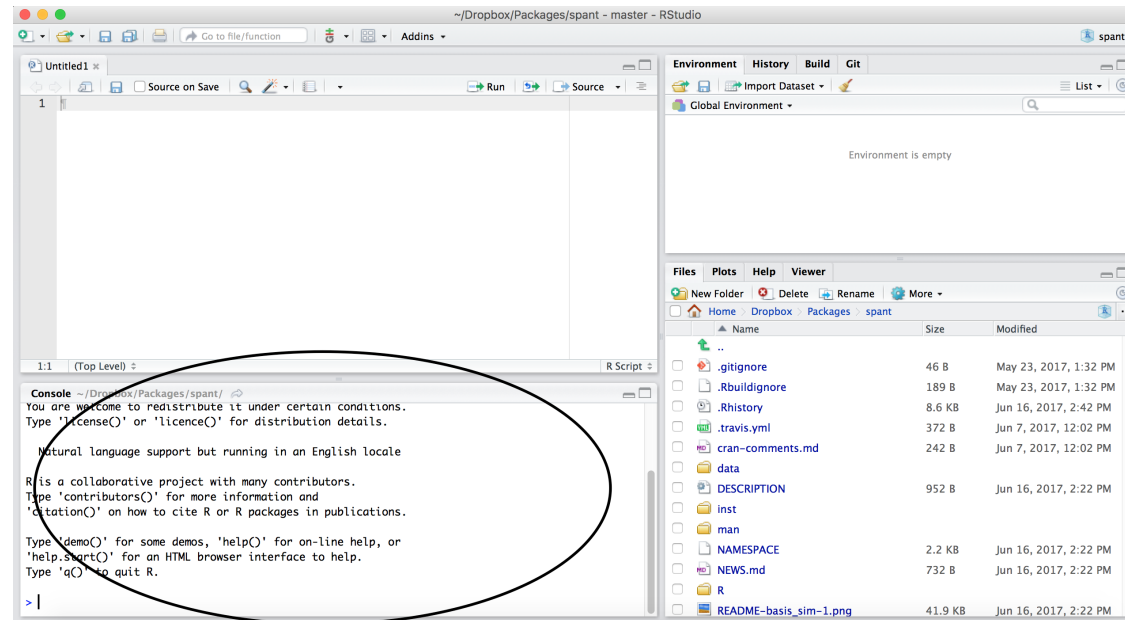 ~/Dropbox/Packages/spant - master - RStudio
Go to file/function Addins spant
Untitled1
Source on Save Run Source
1
1:1 (Top Level) R Script
Console ~/Dropbox/Packages/spant/
You are welcome to redistribute it under certain conditions.
Type 'license()' or 'licence()' for distribution details.
Natural language support but running in an English locale
R is a collaborative project with many contributors.
Type 'contributors()' for more information and
'citation()' on how to cite R or R packages in publications.
Type 'demo()' for some demos, 'help()' for on-line help, or
'help.start()' for an HTML browser interface to help.
Type 'q()' to quit R.
>
Environment History Build Git
Import Dataset List
Global Environment
Environment is empty
Files Plots Help Viewer
New Folder Delete Rename More
Home Dropbox Packages spant
Name Size Modified
..
.gitignore 46 B May 23, 2017, 1:32 PM
.Rbuildignore 189 B May 23, 2017, 1:32 PM
.Rhistory 8.6 KB Jun 16, 2017, 2:42 PM
.travis.yml 372 B Jun 7, 2017, 12:02 PM
cran-comments.md 242 B Jun 7, 2017, 12:02 PM
data
DESCRIPTION 952 B Jun 16, 2017, 2:22 PM
inst
man
NAMESPACE 2.2 KB Jun 16, 2017, 2:22 PM
NEWS.md 732 B Jun 16, 2017, 2:22 PM
R
README-basis_sim-1.png 41.9 KB Jun 16, 2017, 2:22 PM